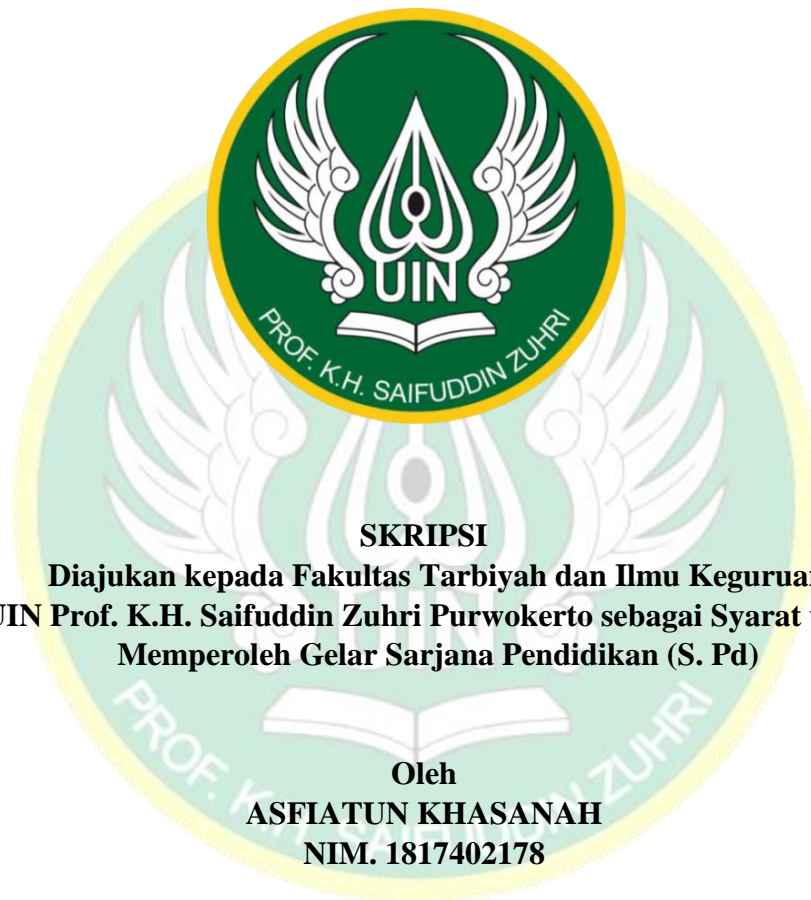 UIN
PROF. K.H. SAIFUDDIN ZUHRI
SKRIPSI
Diajukan kepada Fakultas Tarbiyah dan Ilmu Keguruan
UIN Prof. K.H. Saifuddin Zuhri Purwokerto sebagai Syarat
Memperoleh Gelar Sarjana Pendidikan (S. Pd)
Oleh
ASFIATUN KHASANAH
NIM. 1817402178